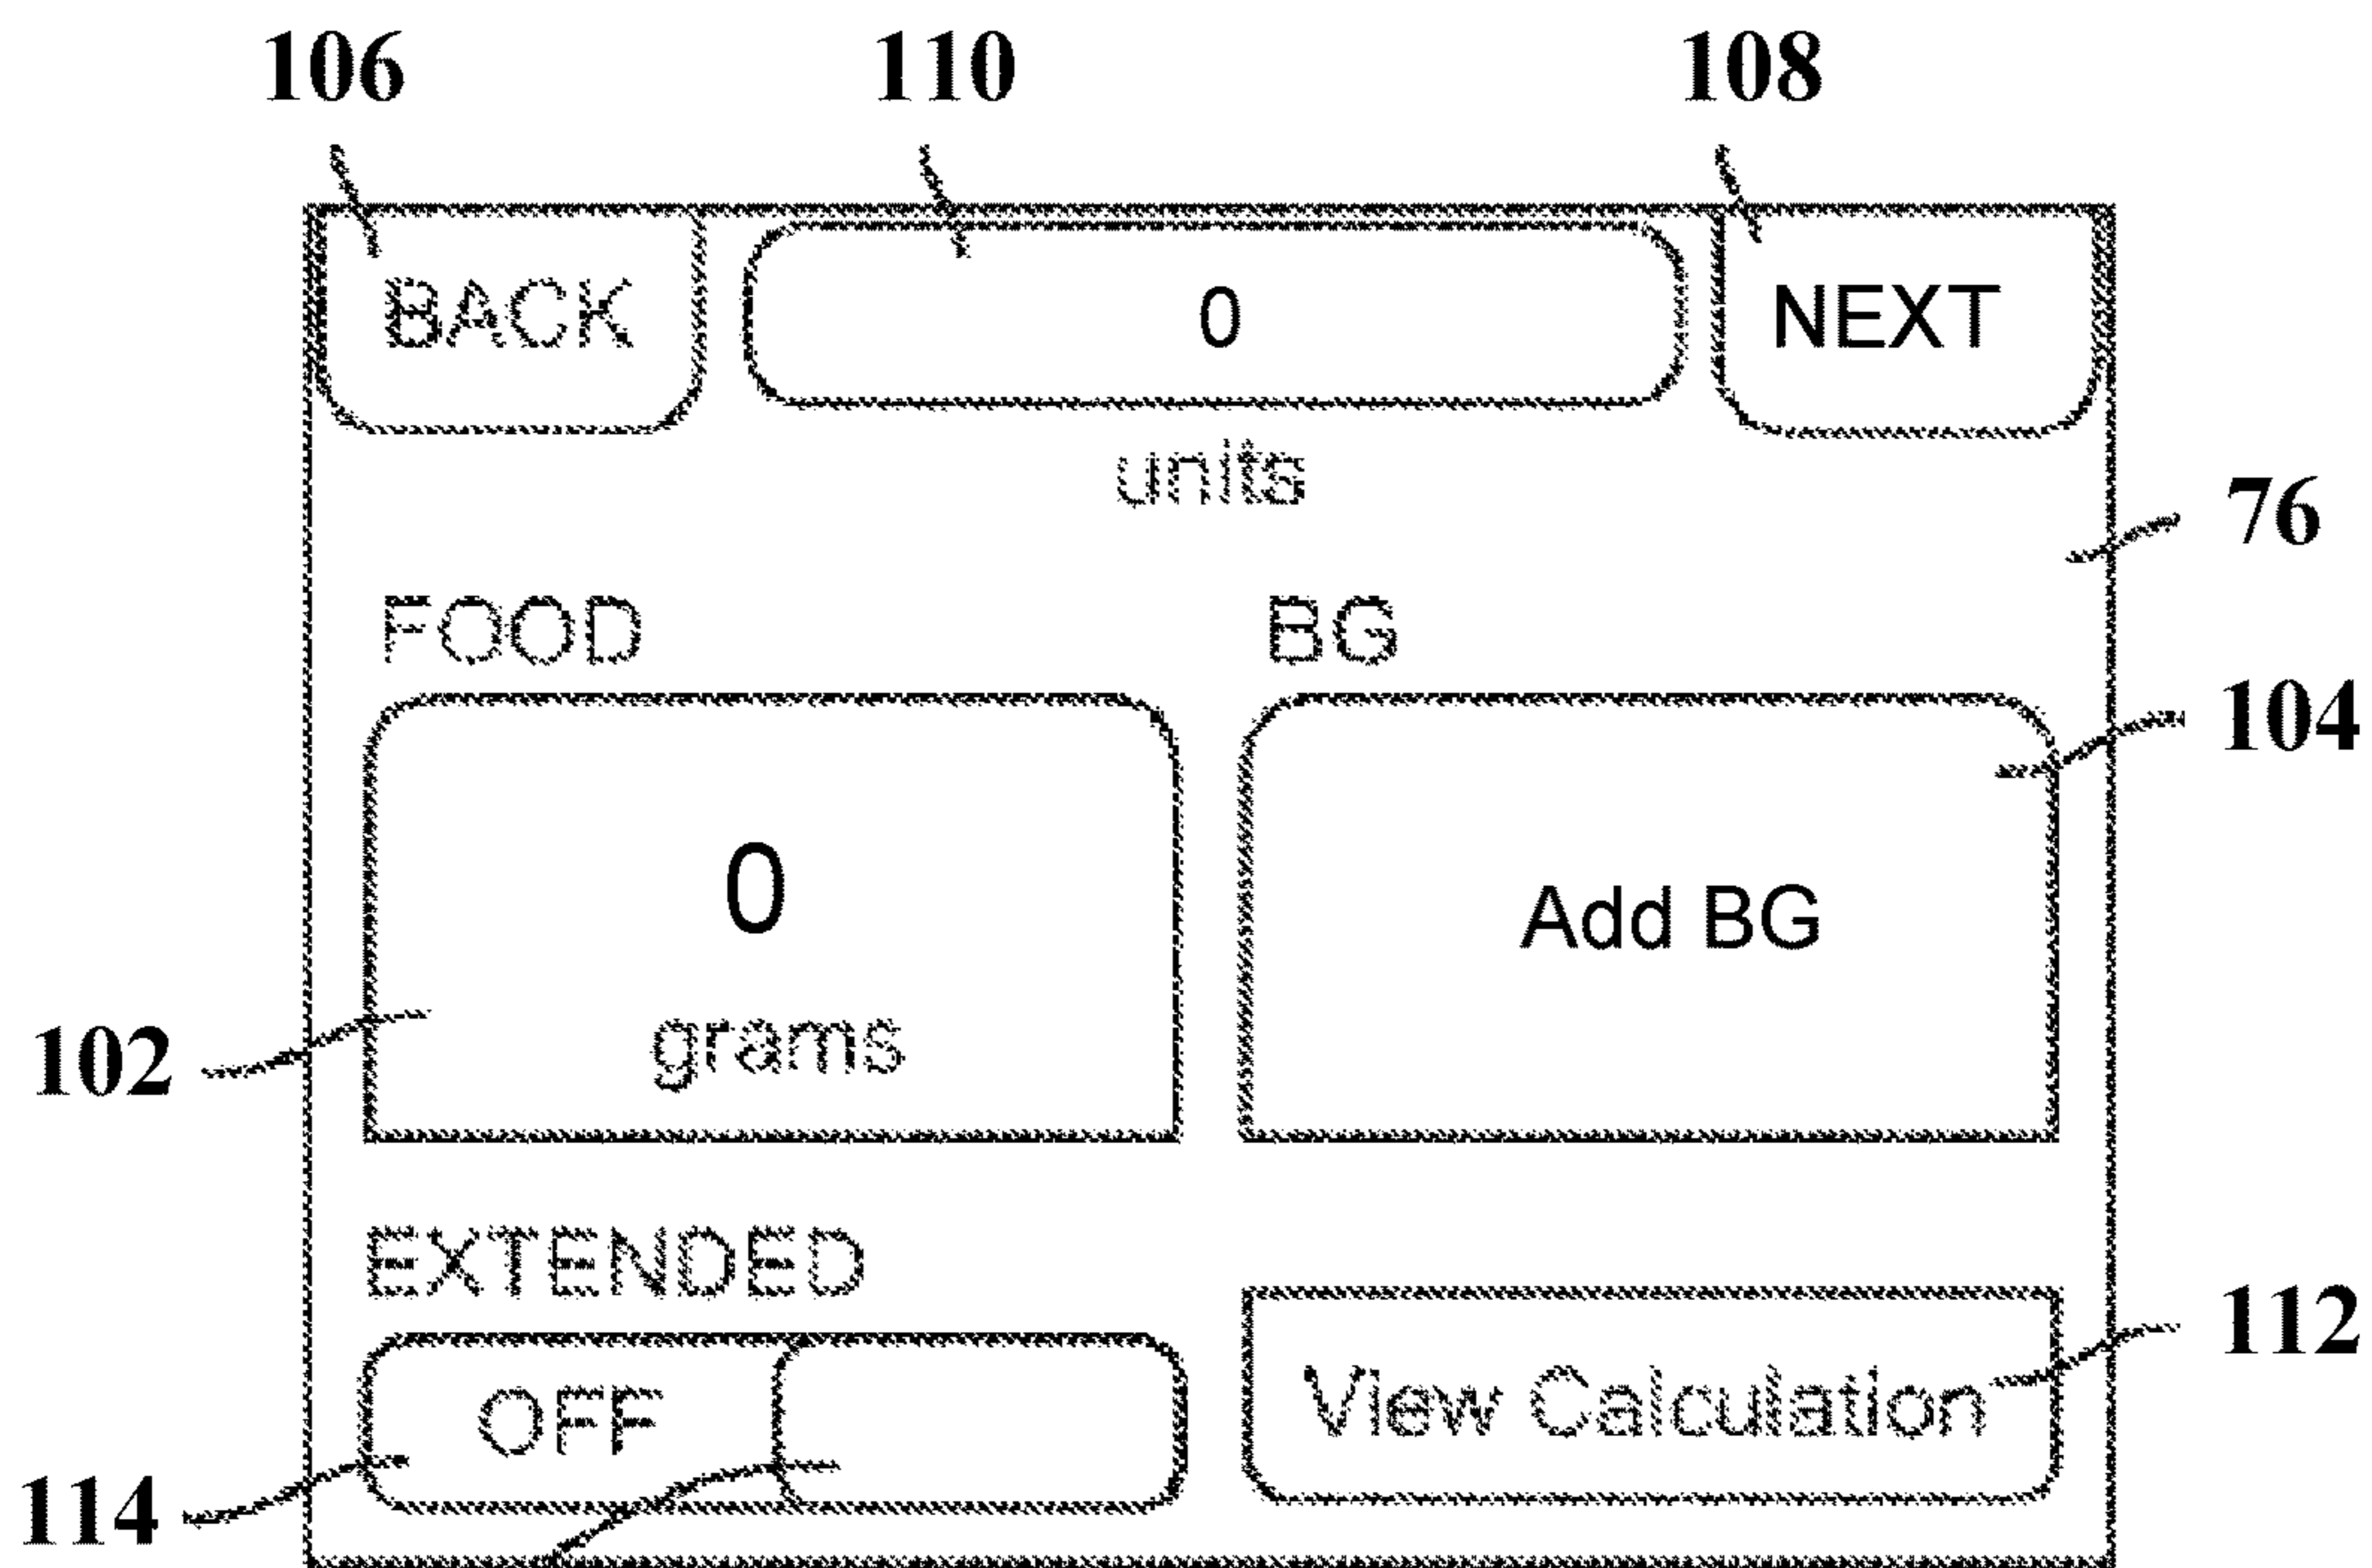 106 110 108
BACK 0 NEXT
units
76
FOOD BG
104
0
Add BG
102 grams
EXTENDED
112
OFF View Calculation
114